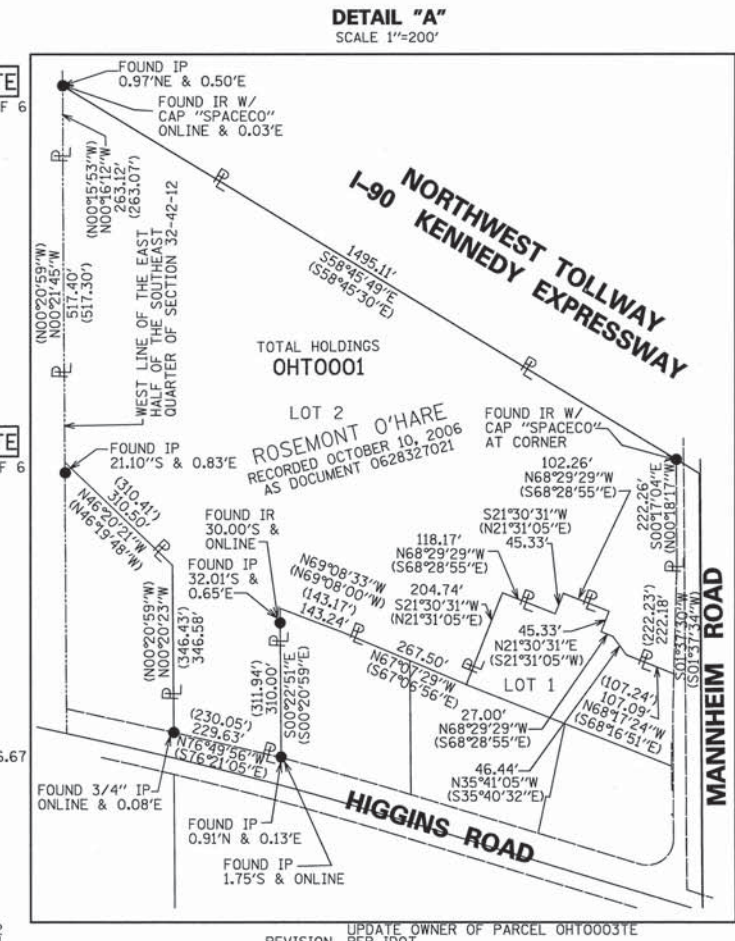 DETAIL "A"
SCALE 1"=200'
TE
F 6
FOUND IP
0.97'NE & 0.50'E
FOUND IR W/
CAP "SPACECO"
ONLINE & 0.03'E
(N00°15'53"W)
N00°16'12"W
263.12'
(263.07')
(N00°20'59"W)
N00°21'45"W
517.40'
(517.30')
WEST LINE OF THE EAST
HALF OF THE SOUTHEAST
QUARTER OF SECTION 32-42-12
NORTHWEST TOLLWAY
I-90 KENNEDY EXPRESSWAY
1495.11'
S58°45'49"E
(S58°45'30"E)
TOTAL HOLDINGS
OHT0001
LOT 2
ROSEMONT O'HARE
RECORDED OCTOBER 10, 2006
AS DOCUMENT 0628327021
FOUND IR W/
CAP "SPACECO"
AT CORNER
TE
F 6
FOUND IP
21.10"S & 0.83'E
(310.41')
310.50'
N46°20'21"W
(N46°19'48"W)
FOUND IR
30.00'S &
ONLINE
FOUND IP
32.01'S &
0.65'E
102.26'
N68°29'29"W
(S68°28'55"E)
S21°30'31"W
(N21°31'05"E)
45.33'
118.17'
N68°29'29"W
(S68°28'55"E)
204.74'
S21°30'31"W
(N21°31'05"E)
222.26'
S00°17'04"E
(N00°18'17"W)
N69°08'33"W
(N69°08'00"W)
(143.17')
143.24'
(N00°20'59"W)
N00°20'23"W
(346.43')
346.58'
(311.94')
310.00'
S00°22'51"E
(S00°20'59"E)
267.50'
N67°07'29"W
(S67°06'56"E)
45.33'
N21°30'31"E
(S21°31'05"W)
LOT 1
(222.23')
222.18'
S01°37'30"W
(S01°37'34"W)
MANNHEIM ROAD
(107.24')
107.09'
N68°17'24"W
(S68°16'51"E)
27.00'
N68°29'29"W
(S68°28'55"E)
46.44'
N35°41'05"W
(S35°40'32"E)
(230.05')
229.63'
N76°49'56"W
(S76°21'05"E)
S.67
FOUND 3/4" IP
ONLINE & 0.08'E
HIGGINS ROAD
FOUND IP
0.91'N & 0.13'E
FOUND IP
1.75'S & ONLINE
UPDATE OWNER OF PARCEL OHT0003TE
REVISION PER IDOT